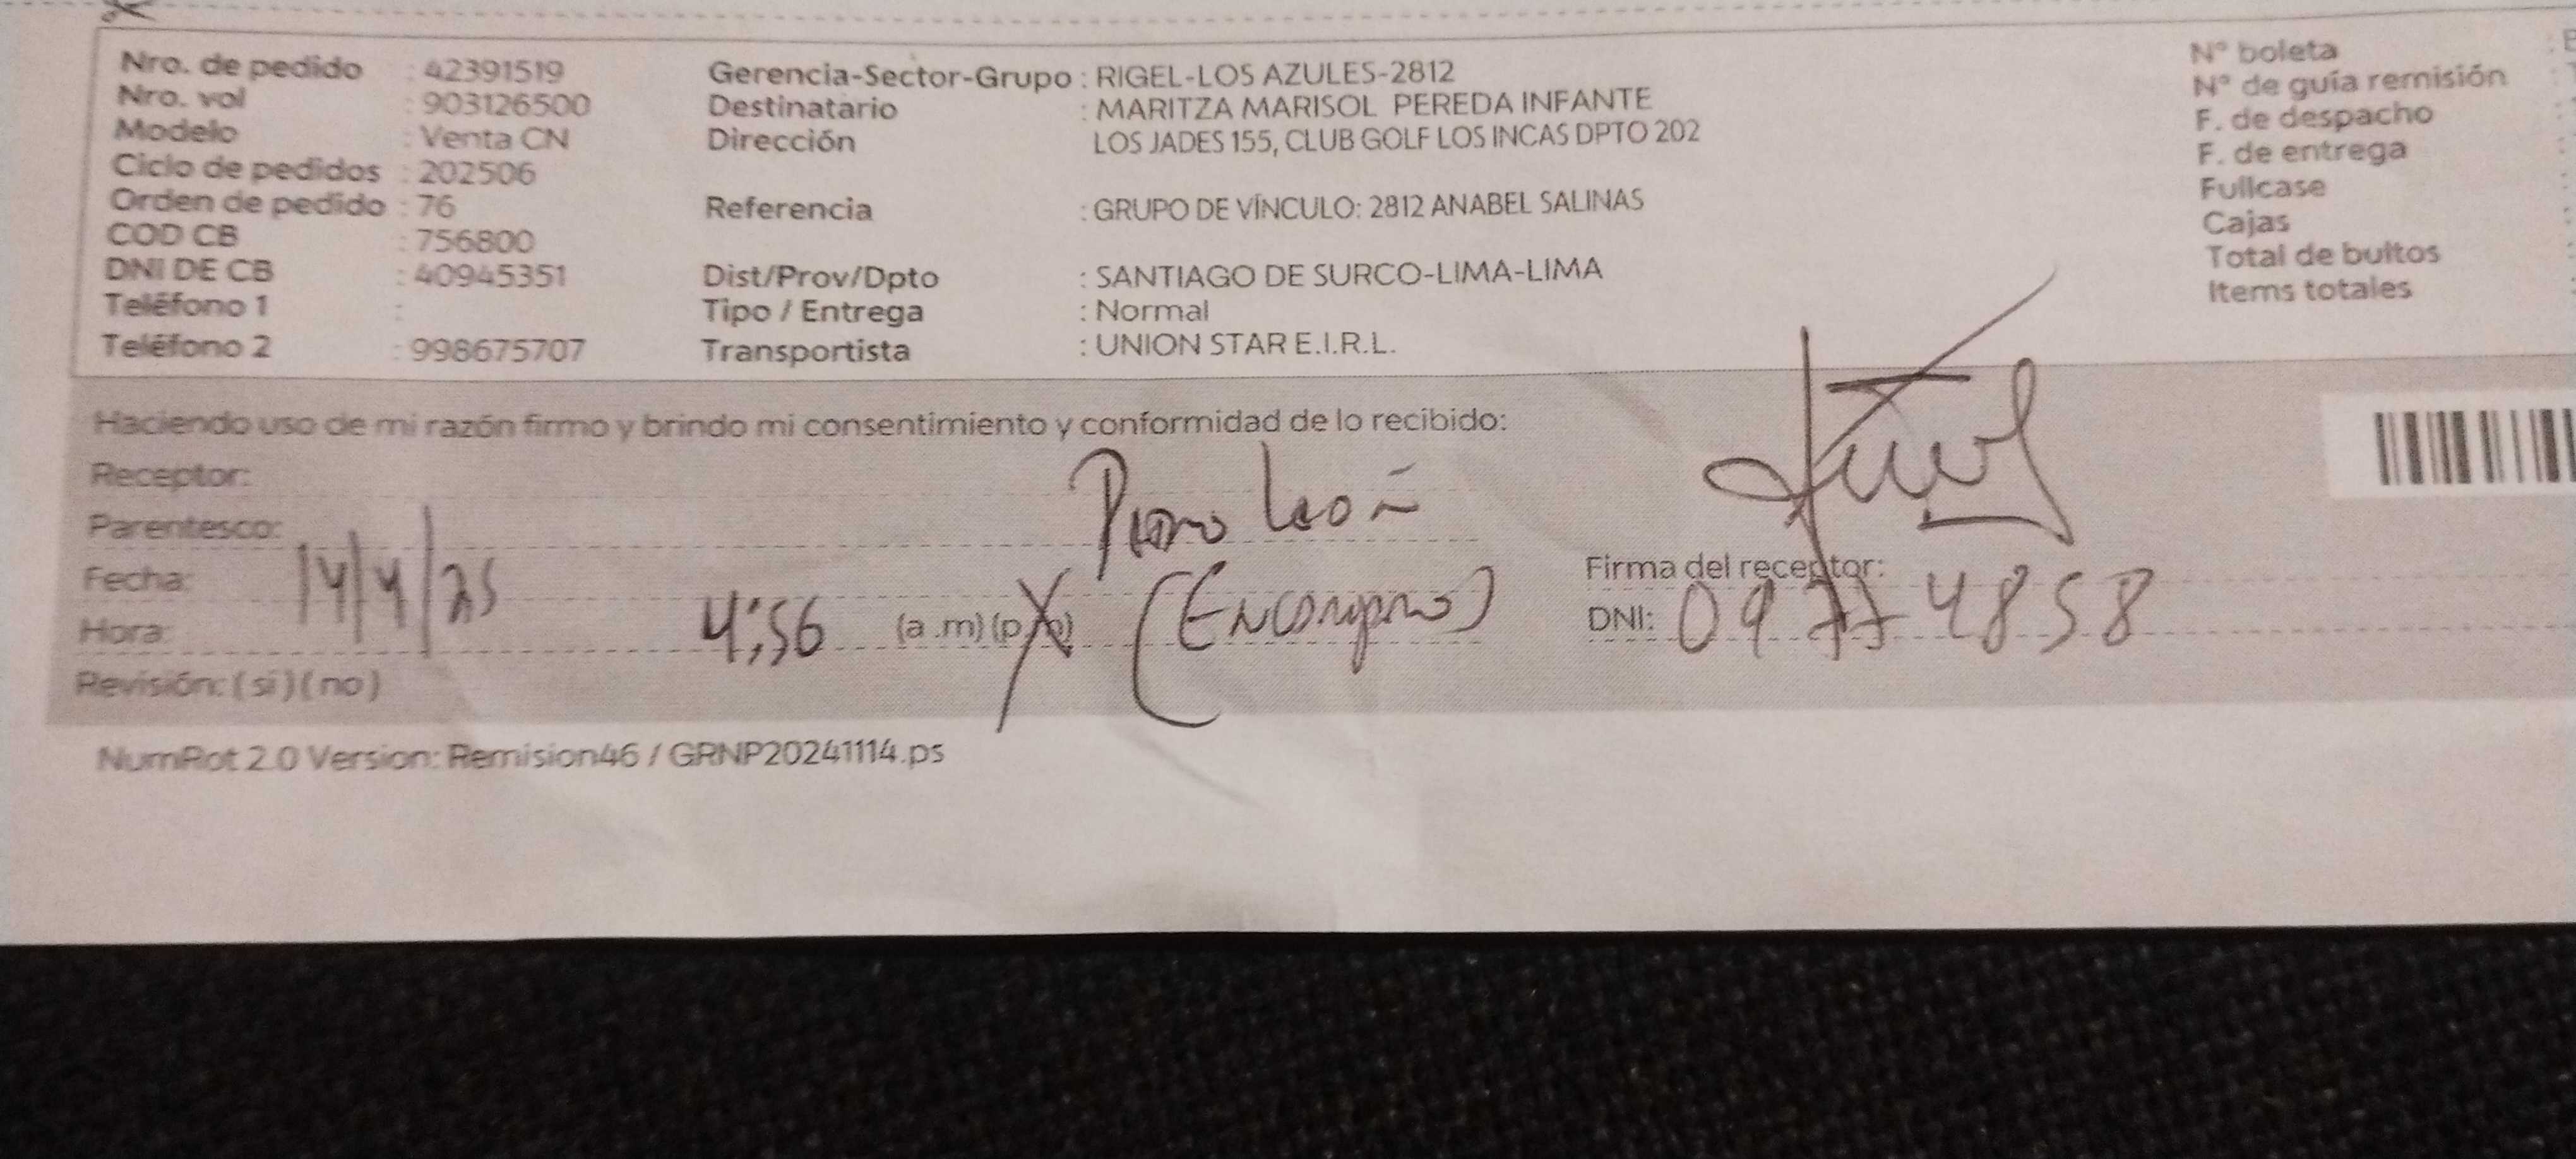 Nro. de pedido : 42391519
Nro. vol : 903126500
Modelo : Venta CN
Ciclo de pedidos : 202506
Orden de pedido : 76
COD CB : 756800
DNI DE CB : 40945351
Teléfono 1 :
Teléfono 2 : 998675707
Gerencia-Sector-Grupo : RIGEL-LOS AZULES-2812
Destinatario : MARITZA MARISOL PEREDA INFANTE
Dirección LOS JADES 155, CLUB GOLF LOS INCAS DPTO 202
Referencia : GRUPO DE VÍNCULO: 2812 ANABEL SALINAS
Dist/Prov/Dpto : SANTIAGO DE SURCO-LIMA-LIMA
Tipo / Entrega : Normal
Transportista : UNION STAR E.I.R.L.
N° boleta
N° de guía remisión
F. de despacho
F. de entrega
Fullcase
Cajas
Total de bultos
Items totales
Haciendo uso de mi razón firmo y brindo mi consentimiento y conformidad de lo recibido:
Receptor:
León
Parentesco:
Fecha: 14/4/25
Hora: 4:56 (a.m) (p.m)
Revisión: (si) (no)
Firma del receptor:
DNI: 09774858
NumRot 2.0 Version: Remision46 / GRNP20241114.ps